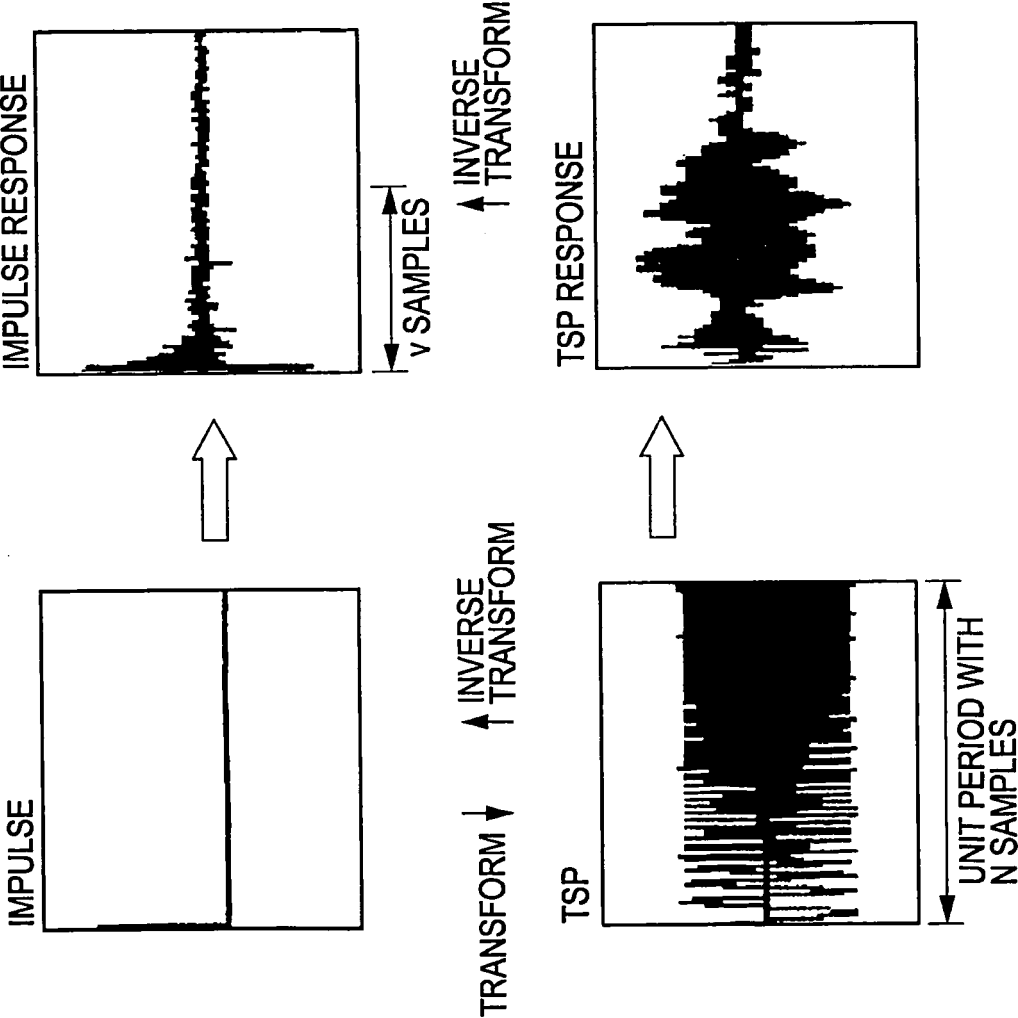 IMPULSE
IMPULSE RESPONSE
v SAMPLES
TRANSFORM
INVERSE
TRANSFORM
INVERSE
TRANSFORM
TSP
TSP RESPONSE
UNIT PERIOD WITH
N SAMPLES